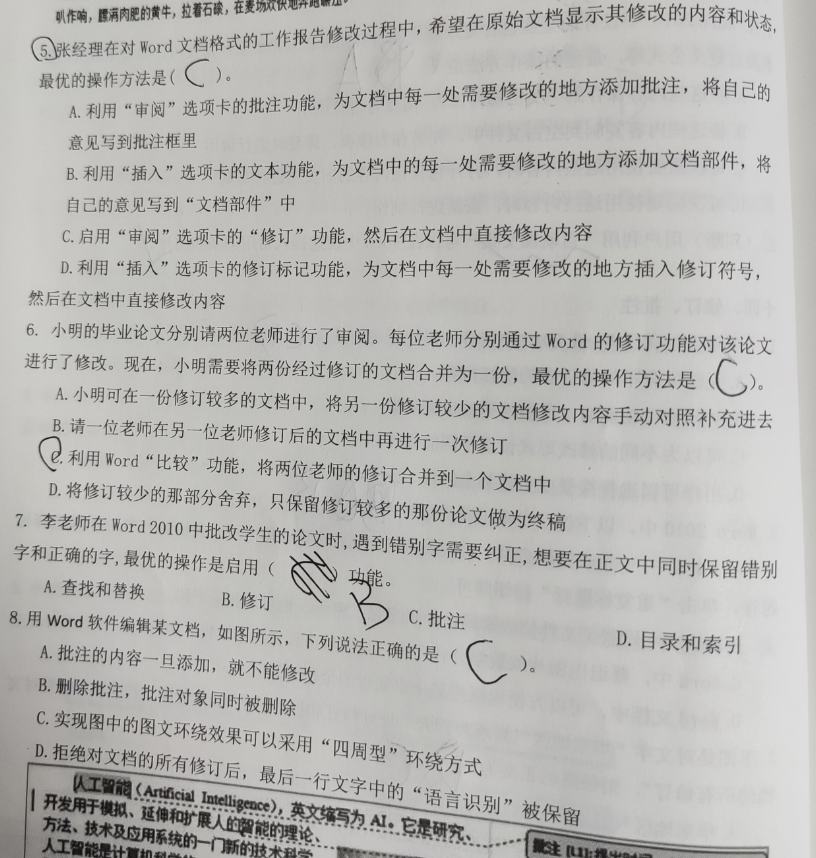 叭作响，膘满肉肥的黄牛，拉着石磙，在麦场欢快地奔跑碾压。
5.张经理在对 Word 文档格式的工作报告修改过程中，希望在原始文档显示其修改的内容和状态,
最优的操作方法是( C )。
A.利用“审阅”选项卡的批注功能，为文档中每一处需要修改的地方添加批注，将自己的
意见写到批注框里
B.利用“插入”选项卡的文本功能，为文档中的每一处需要修改的地方添加文档部件，将
自己的意见写到“文档部件”中
C.启用“审阅”选项卡的“修订”功能，然后在文档中直接修改内容
D.利用“插入”选项卡的修订标记功能，为文档中每一处需要修改的地方插入修订符号，
然后在文档中直接修改内容
6. 小明的毕业论文分别请两位老师进行了审阅。每位老师分别通过 Word 的修订功能对该论文
进行了修改。现在，小明需要将两份经过修订的文档合并为一份，最优的操作方法是（ C ）。
A.小明可在一份修订较多的文档中，将另一份修订较少的文档修改内容手动对照补充进去
B.请一位老师在另一位老师修订后的文档中再进行一次修订
C.利用 Word“比较”功能，将两位老师的修订合并到一个文档中
D.将修订较少的那部分舍弃，只保留修订较多的那份论文做为终稿
7. 李老师在 Word 2010 中批改学生的论文时,遇到错别字需要纠正,想要在正文中同时保留错别
字和正确的字,最优的操作是启用（ ）功能。
B
A.查找和替换 B.修订 C.批注 D.目录和索引
8.用 Word 软件编辑某文档，如图所示，下列说法正确的是（ C ）。
A.批注的内容一旦添加，就不能修改
B.删除批注，批注对象同时被删除
C.实现图中的图文环绕效果可以采用“四周型”环绕方式
D.拒绝对文档的所有修订后，最后一行文字中的“语言识别”被保留
人工智能（Artificial Intelligence），英文缩写为 AI。它是研究、
开发用于模拟、延伸和扩展人的智能的理论、
方法、技术及应用系统的一门新的技术科学
人工智能是计算机科学的
批注 [L1]: